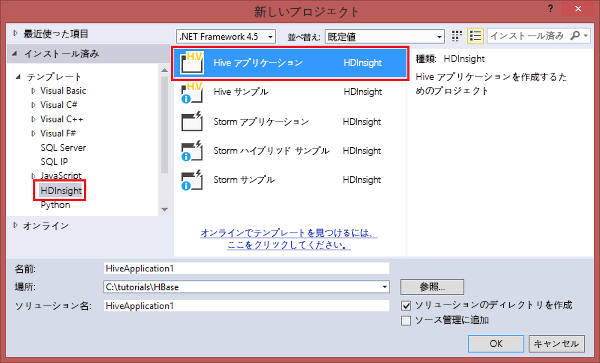 新しいプロジェクト
最近使った項目
.NET Framework 4.5 並べ替え: 既定値
インストール済み
インストール済み
テンプレート
Visual Basic
Visual C#
Visual C++
Visual F#
SQL Server
SQL IP
JavaScript
HDInsight
Python
オンライン
Hive アプリケーション HDInsight
Hive サンプル HDInsight
Storm アプリケーション HDInsight
Storm ハイブリッド サンプル HDInsight
Storm サンプル HDInsight
オンラインでテンプレートを見つけるには、
ここをクリックしてください。
種類: HDInsight
Hive アプリケーションを作成するた
めのプロジェクト
名前: HiveApplication1
場所: C:\tutorials\HBase 参照...
ソリューション名: HiveApplication1
ソリューションのディレクトリを作成
ソース管理に追加
OK キャンセル